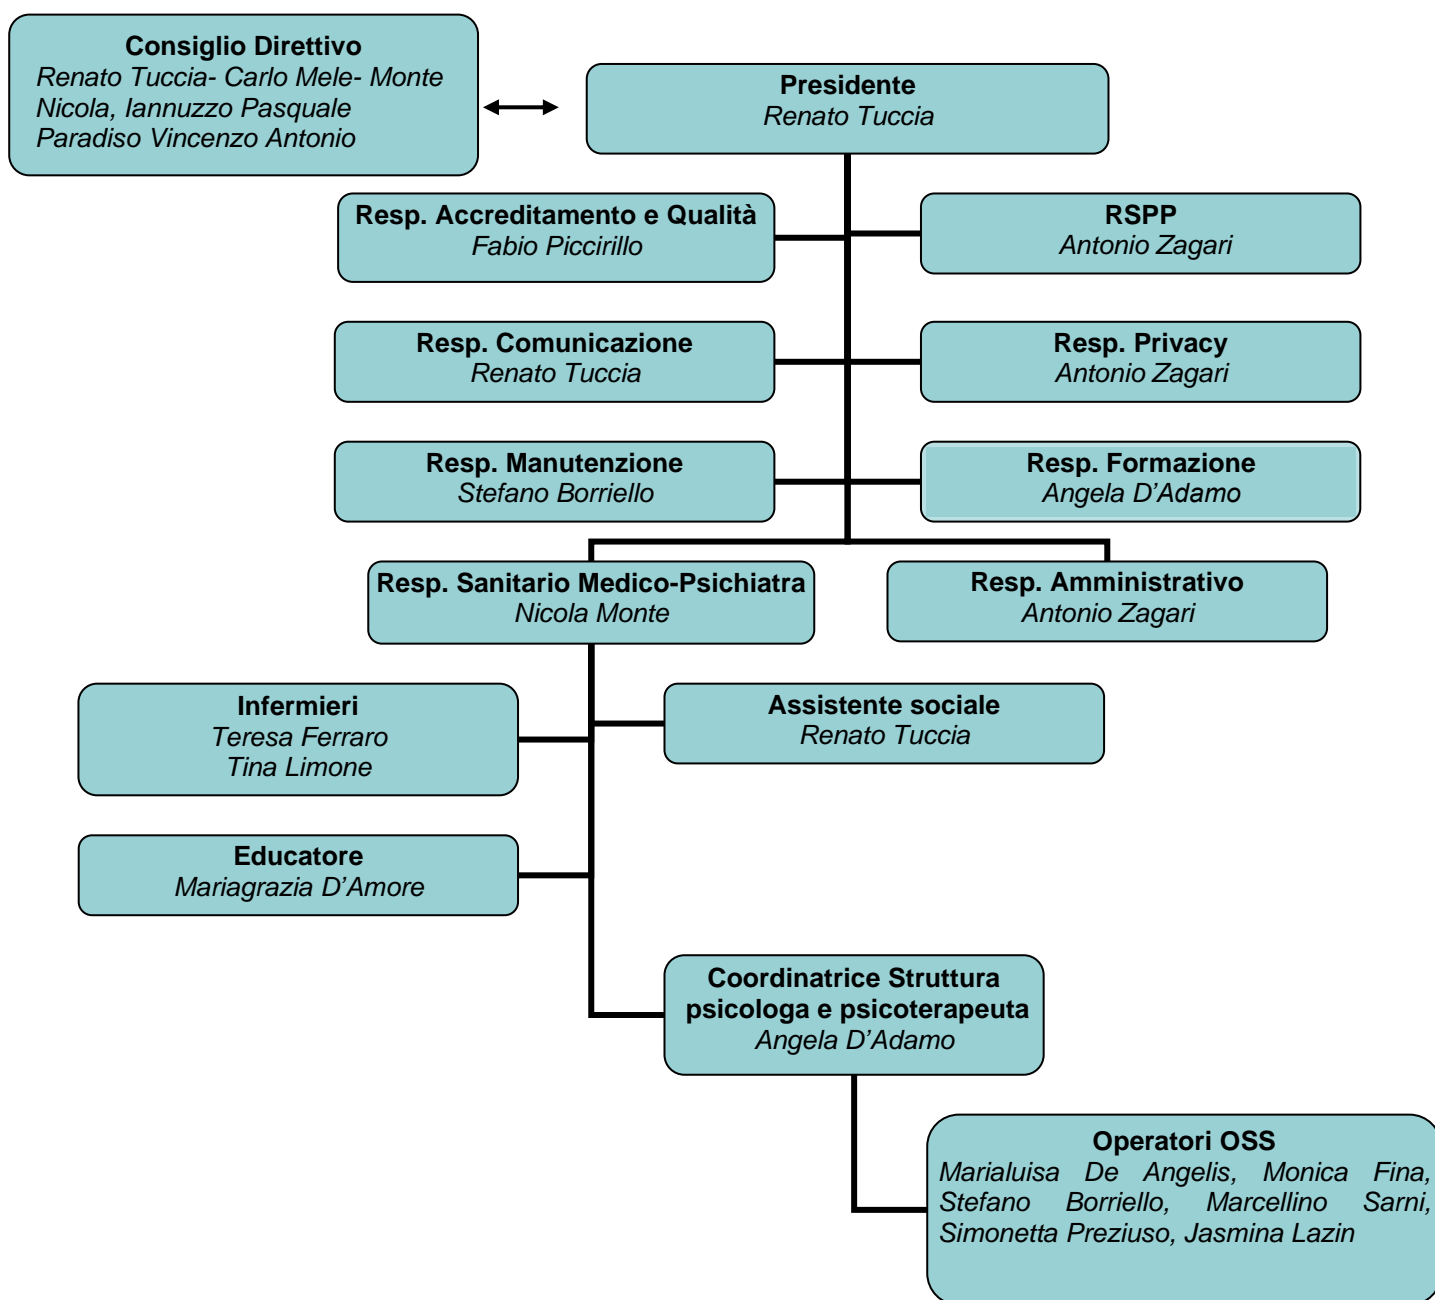 Consiglio Direttivo
Renato Tuccia- Carlo Mele- Monte
Nicola, Iannuzzo Pasquale
Paradiso Vincenzo Antonio
Presidente
Renato Tuccia
Resp. Accreditamento e Qualità
Fabio Piccirillo
RSPP
Antonio Zagari
Resp. Comunicazione
Renato Tuccia
Resp. Privacy
Antonio Zagari
Resp. Manutenzione
Stefano Borriello
Resp. Formazione
Angela D’Adamo
Resp. Sanitario Medico-Psichiatra
Nicola Monte
Resp. Amministrativo
Antonio Zagari
Infermieri
Teresa Ferraro
Tina Limone
Assistente sociale
Renato Tuccia
Educatore
Mariagrazia D’Amore
Coordinatrice Struttura
psicologa e psicoterapeuta
Angela D’Adamo
Operatori OSS
Marialuisa De Angelis, Monica Fina,
Stefano Borriello, Marcellino Sarni,
Simonetta Preziuso, Jasmina Lazin